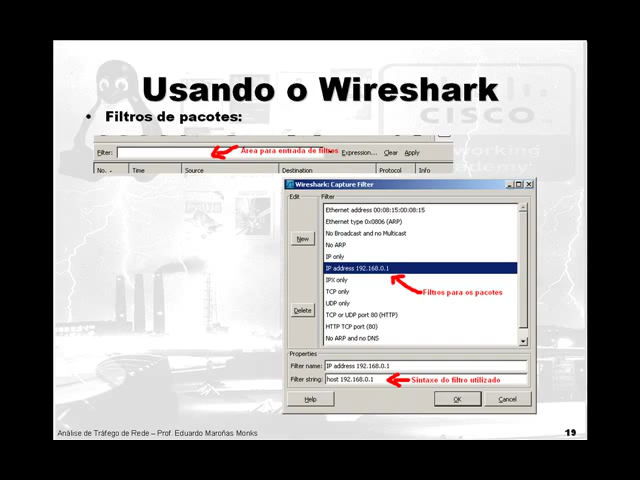 Usando o Wireshark
• Filtros de pacotes:
Filter:
Área para entrada de filtros
Expression... Clear Apply
No. - Time Source Destination Protocol Info
Wireshark: Capture Filter
Edit
Filter
New
Delete
Ethernet address 00:08:15:00:08:15
Ethernet type 0x0806 (ARP)
No Broadcast and no Multicast
No ARP
IP only
IP address 192.168.0.1
IPX only
TCP only
UDP only
TCP or UDP port 80 (HTTP)
HTTP TCP port (80)
No ARP and no DNS
Filtros para os pacotes
Properties
Filter name: IP address 192.168.0.1
Filter string: host 192.168.0.1
Sintaxe do filtro utilizado
Help OK Cancel
CISCO
Análise de Tráfego de Rede – Prof. Eduardo Maroñas Monks
19